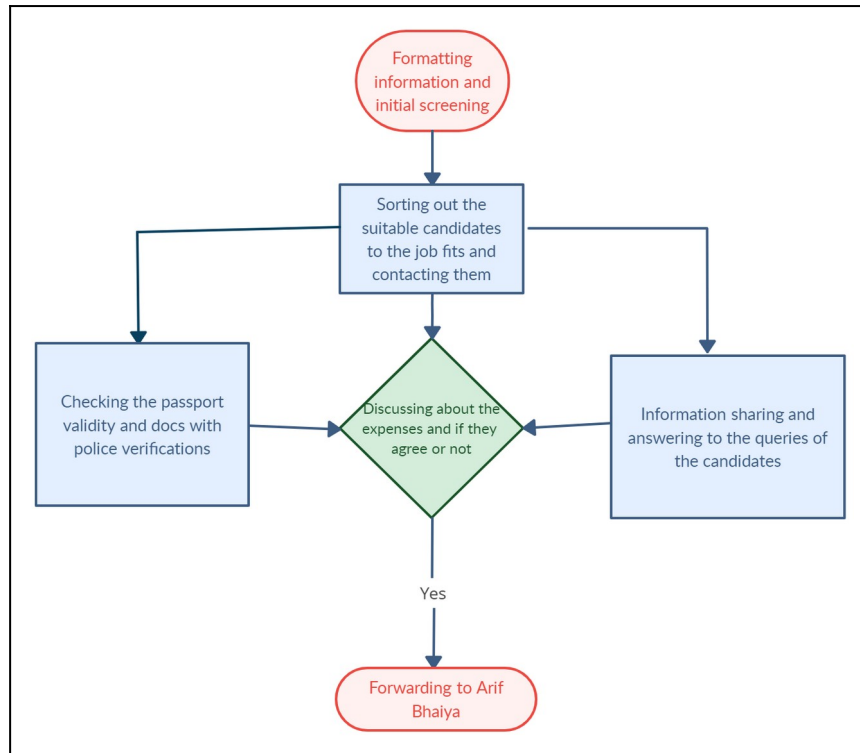 Formatting
information and
initial screening
Sorting out the
suitable candidates
to the job fits and
contacting them
Checking the passport
validity and docs with
police verifications
Discussing about the
expenses and if they
agree or not
Information sharing and
answering to the queries of
the candidates
Yes
Forwarding to Arif
Bhaiya